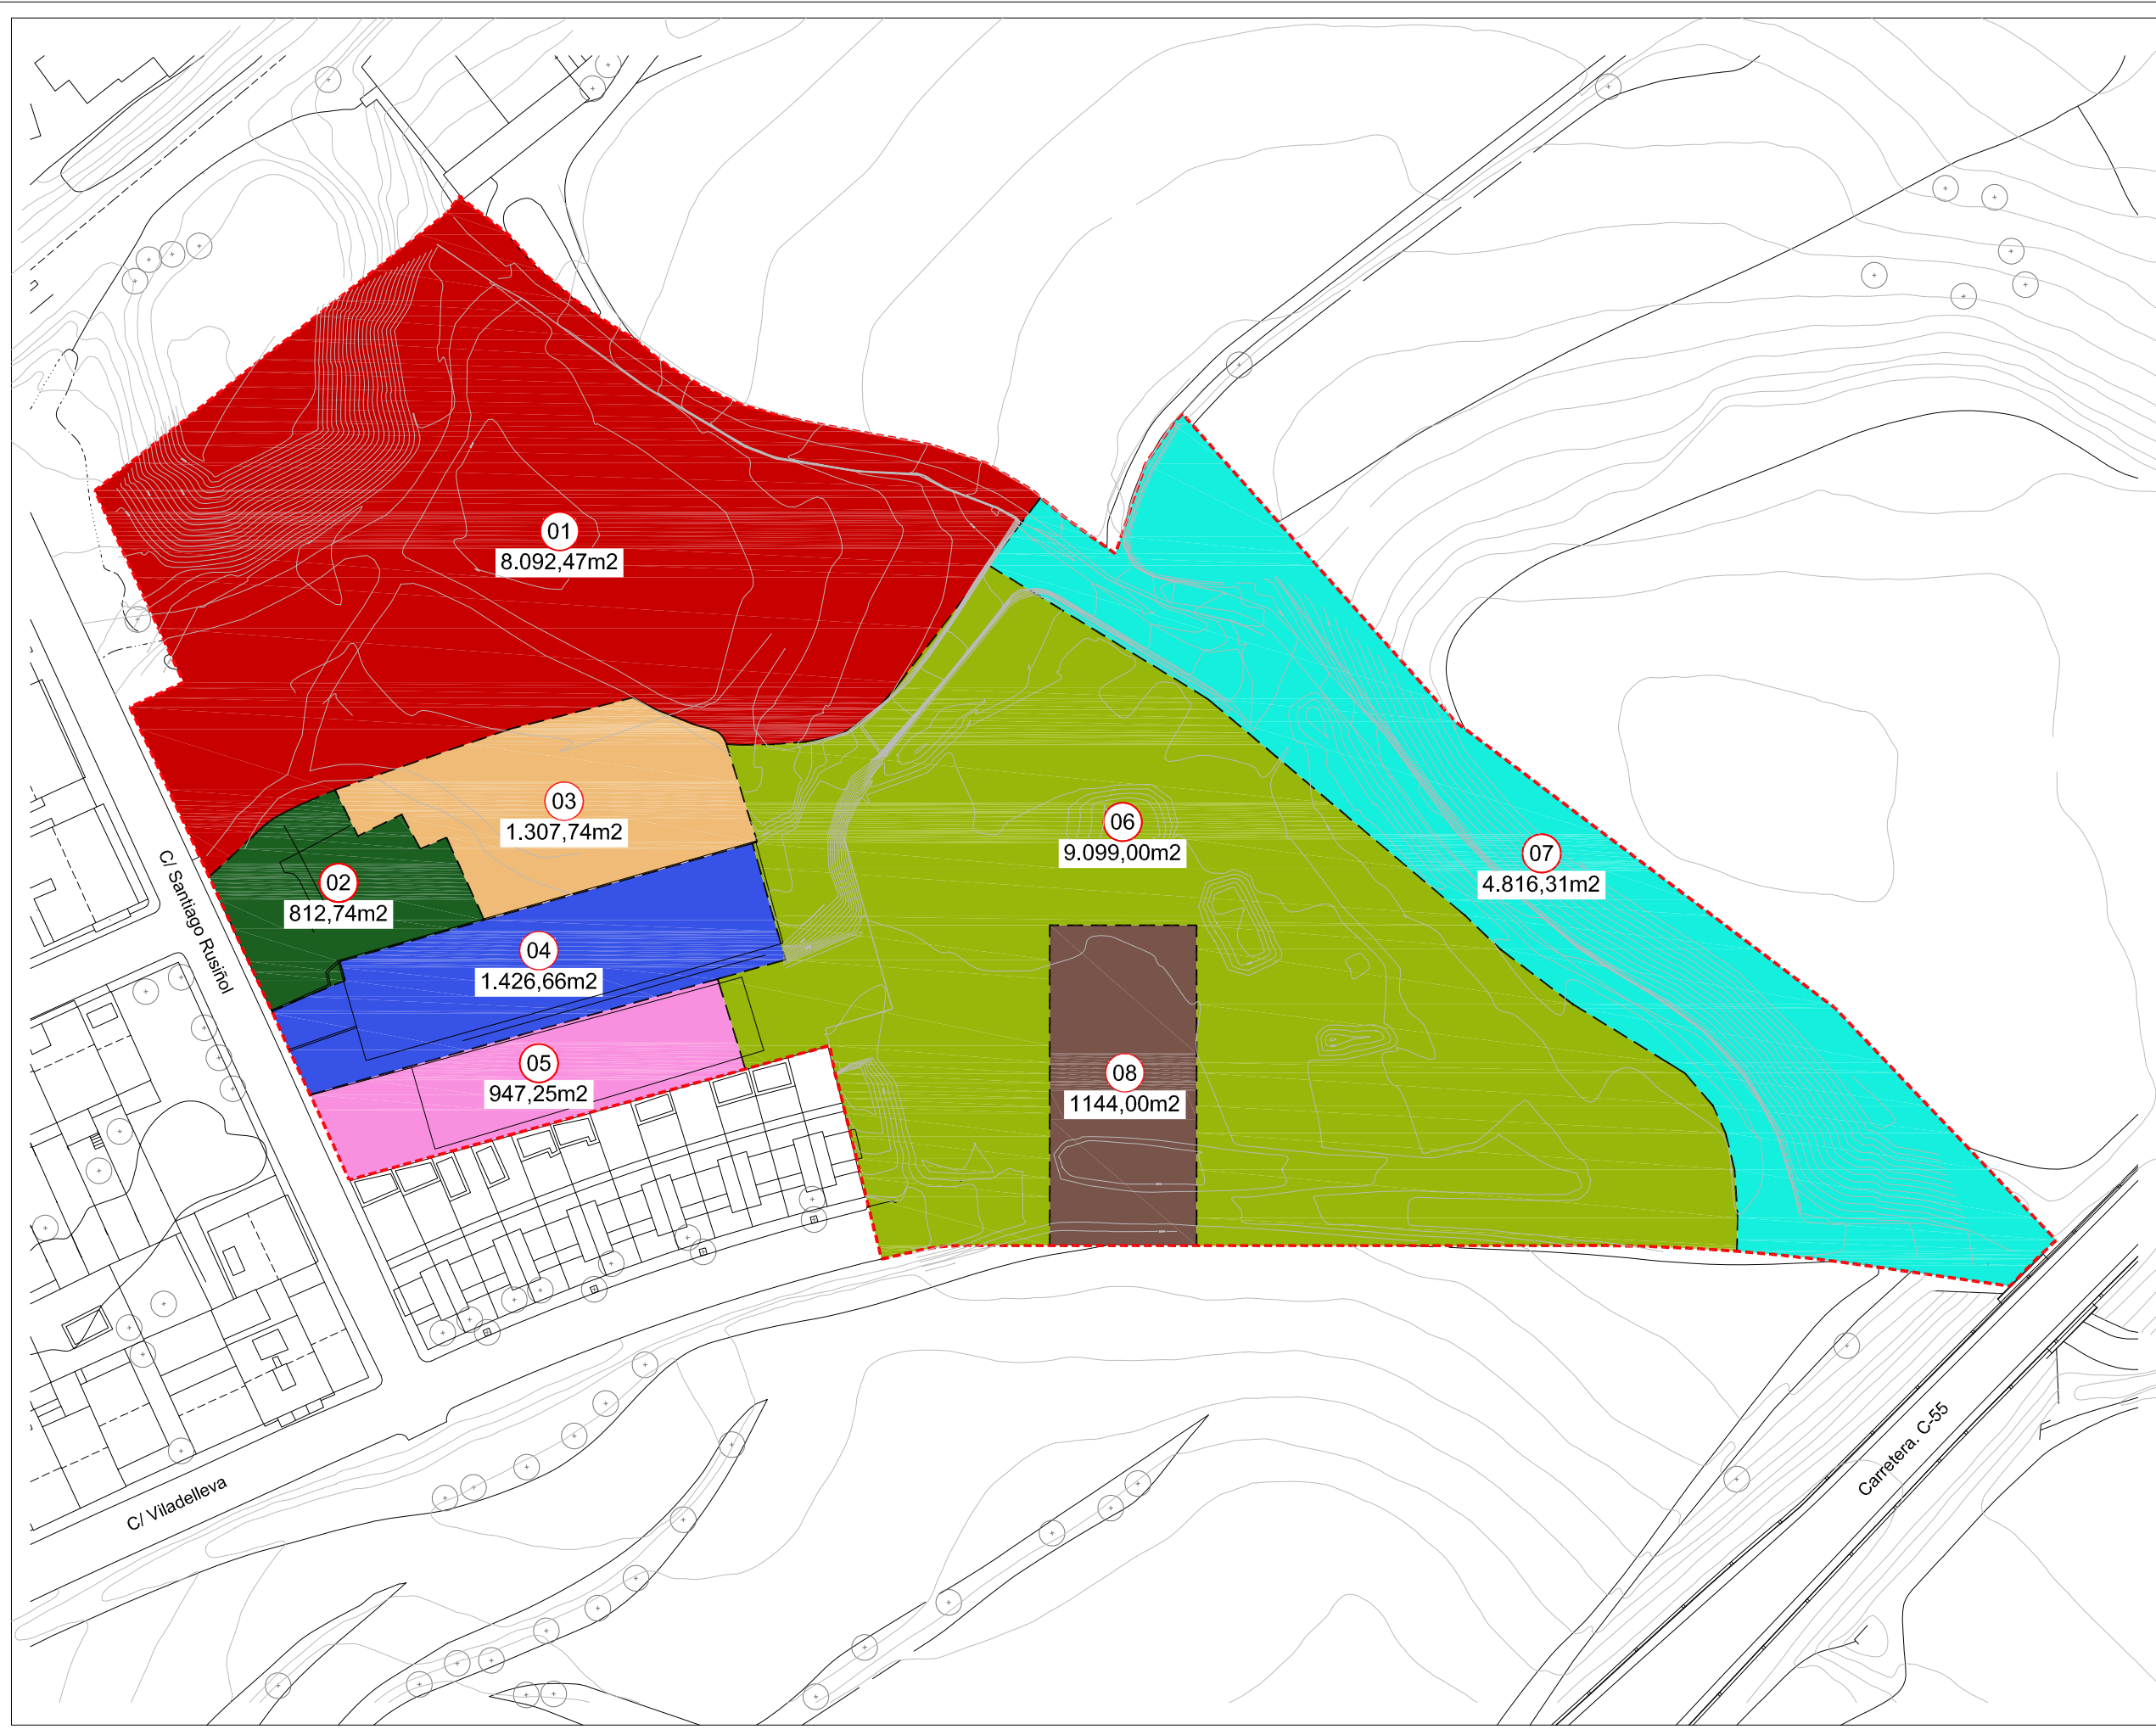 01
8.092,47m2
03
1.307,74m2
06
9.099,00m2
07
4.816,31m2
02
812,74m2
C/ Santiago Rusiñol
04
1.426,66m2
05
947,25m2
08
1144,00m2
Carretera. C-55
C/ Viladelleva